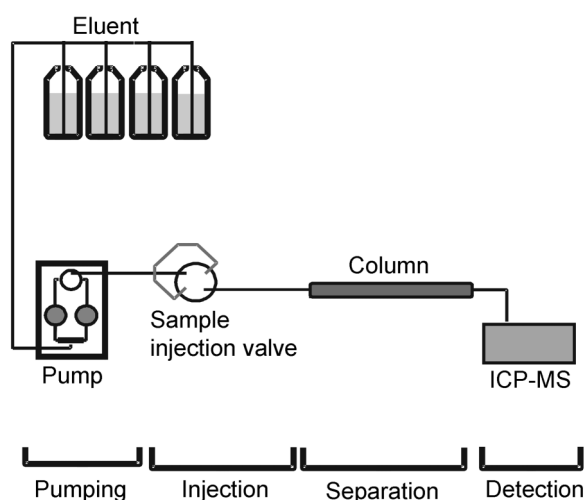 Eluent
Column
Sample
injection valve
Pump
ICP-MS
Pumping
Injection
Separation
Detection